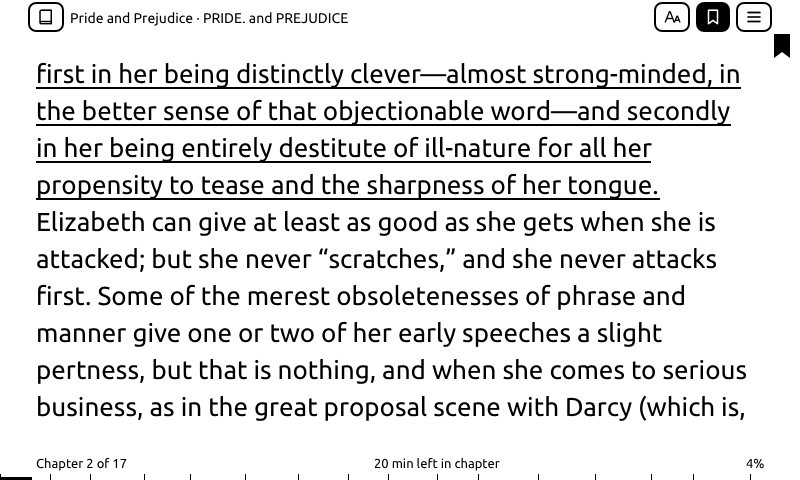 Pride and Prejudice · PRIDE. and PREJUDICE
AA
first in her being distinctly clever—almost strong-minded, in
the better sense of that objectionable word—and secondly
in her being entirely destitute of ill-nature for all her
propensity to tease and the sharpness of her tongue.
Elizabeth can give at least as good as she gets when she is
attacked; but she never “scratches,” and she never attacks
first. Some of the merest obsoletenesses of phrase and
manner give one or two of her early speeches a slight
pertness, but that is nothing, and when she comes to serious
business, as in the great proposal scene with Darcy (which is,
Chapter 2 of 17
20 min left in chapter
4%